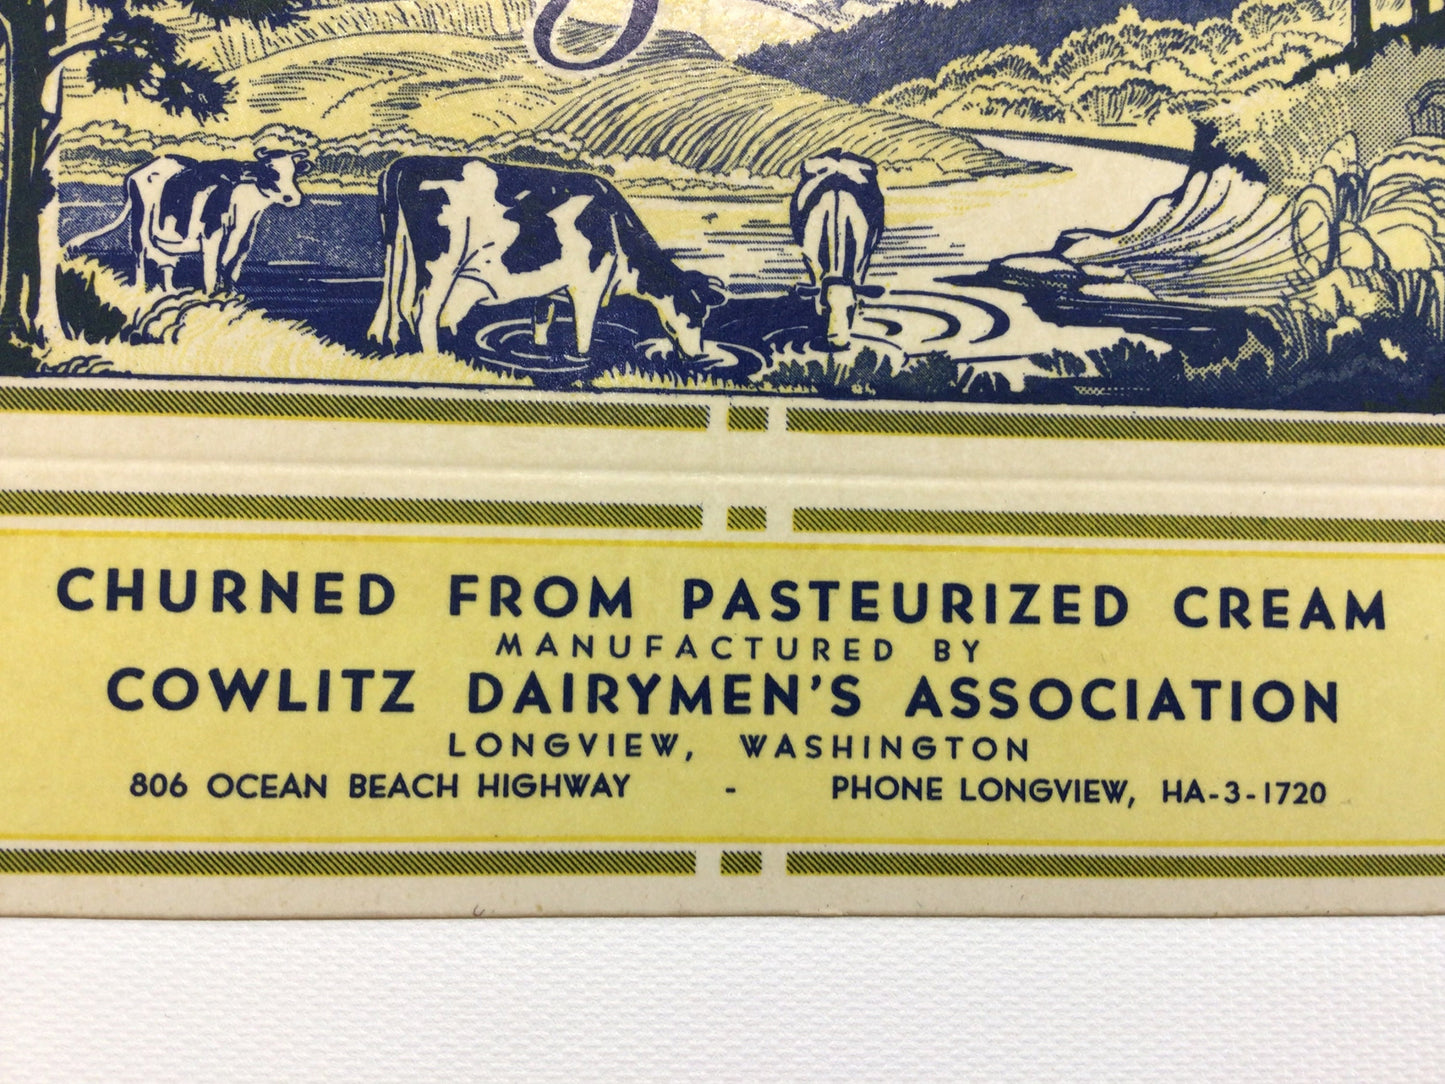 CHURNED FROM PASTEURIZED CREAM
MANUFACTURED BY
COWLITZ DAIRYMEN'S ASSOCIATION
LONGVIEW, WASHINGTON
806 OCEAN BEACH HIGHWAY - PHONE LONGVIEW, HA-3-1720